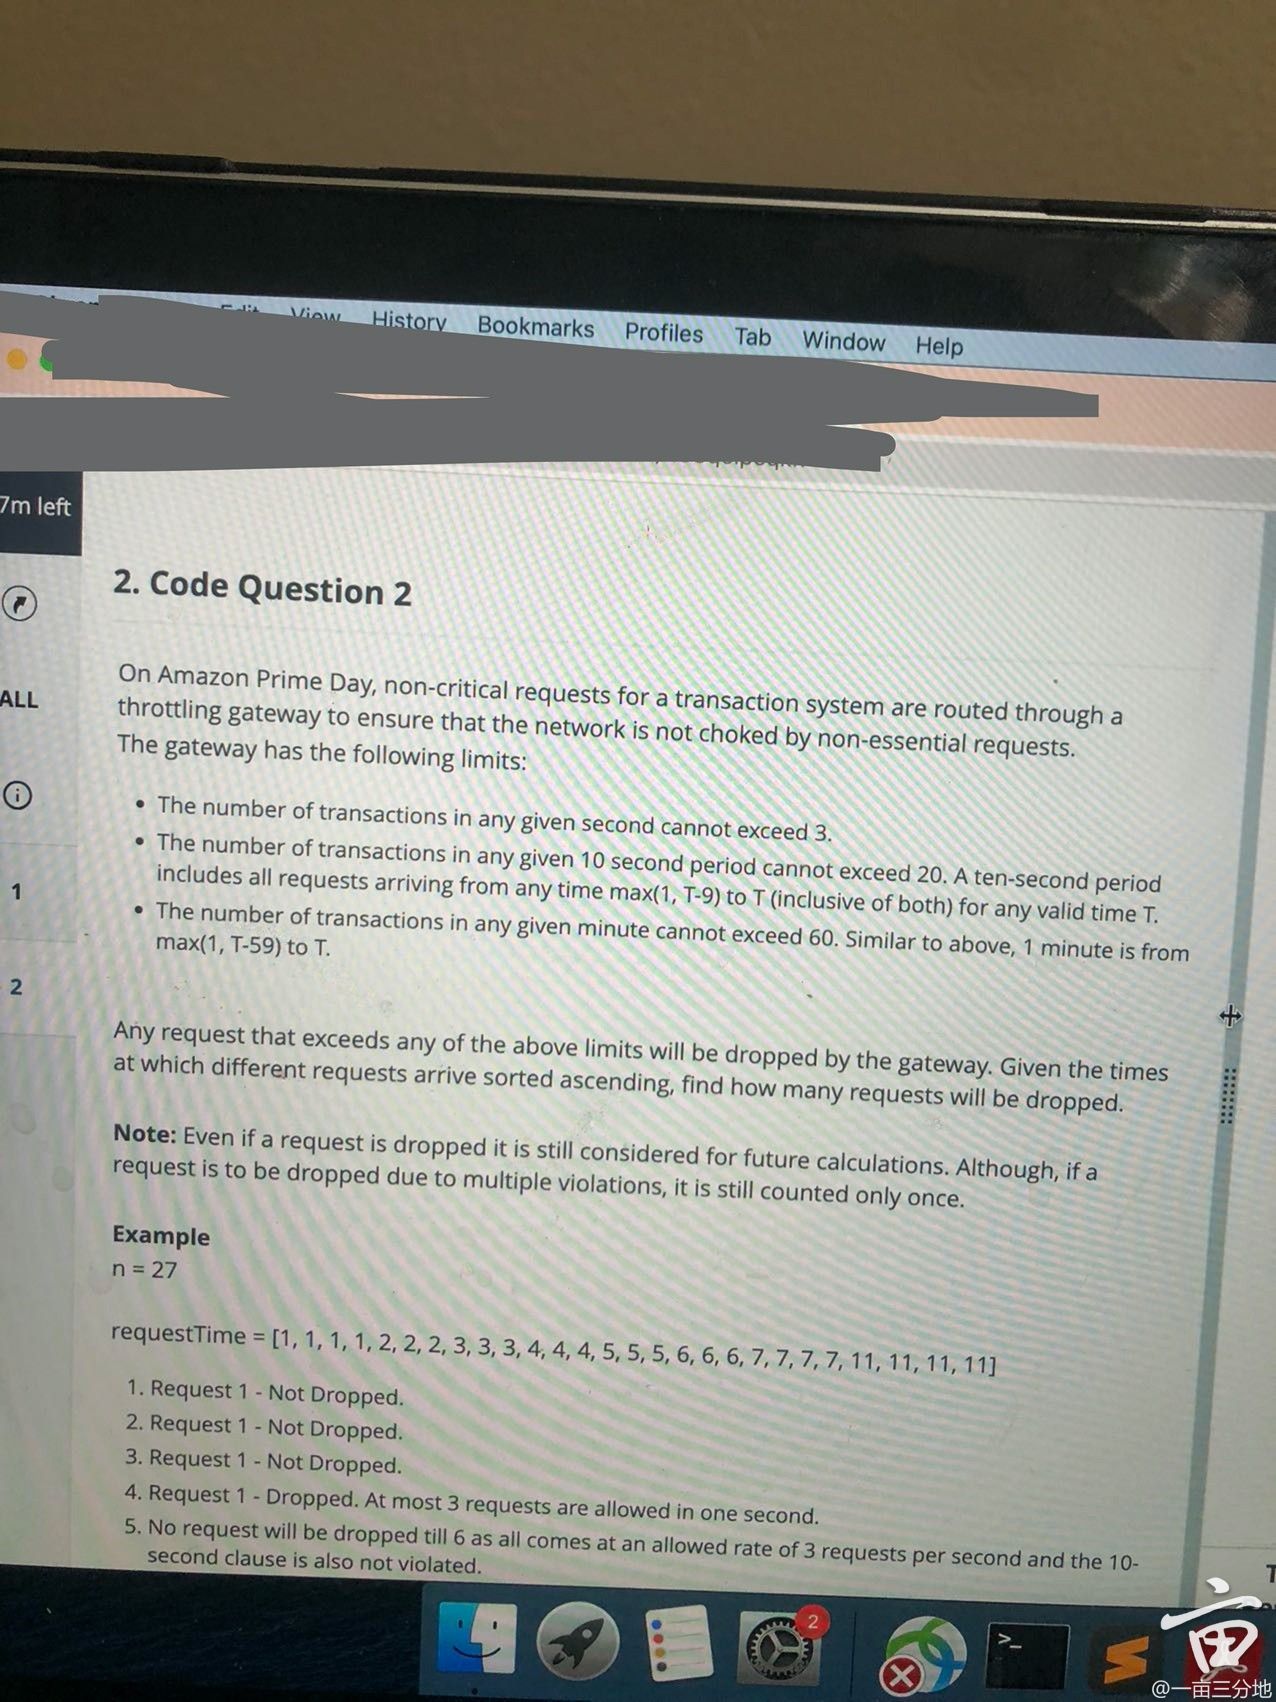 View History Bookmarks Profiles Tab Window Help
7m left
2. Code Question 2
On Amazon Prime Day, non-critical requests for a transaction system are routed through a
throttling gateway to ensure that the network is not choked by non-essential requests.
The gateway has the following limits:
ALL
• The number of transactions in any given second cannot exceed 3.
• The number of transactions in any given 10 second period cannot exceed 20. A ten-second period
includes all requests arriving from any time max(1, T-9) to T (inclusive of both) for any valid time T.
• The number of transactions in any given minute cannot exceed 60. Similar to above, 1 minute is from
max(1, T-59) to T.
1
2
Any request that exceeds any of the above limits will be dropped by the gateway. Given the times
at which different requests arrive sorted ascending, find how many requests will be dropped.
Note: Even if a request is dropped it is still considered for future calculations. Although, if a
request is to be dropped due to multiple violations, it is still counted only once.
Example
n = 27
requestTime = [1, 1, 1, 1, 2, 2, 2, 3, 3, 3, 4, 4, 4, 5, 5, 5, 6, 6, 6, 7, 7, 7, 7, 11, 11, 11, 11]
1. Request 1 - Not Dropped.
2. Request 1 - Not Dropped.
3. Request 1 - Not Dropped.
4. Request 1 - Dropped. At most 3 requests are allowed in one second.
5. No request will be dropped till 6 as all comes at an allowed rate of 3 requests per second and the 10-
second clause is also not violated.
2
>_
亩
@一亩三分地